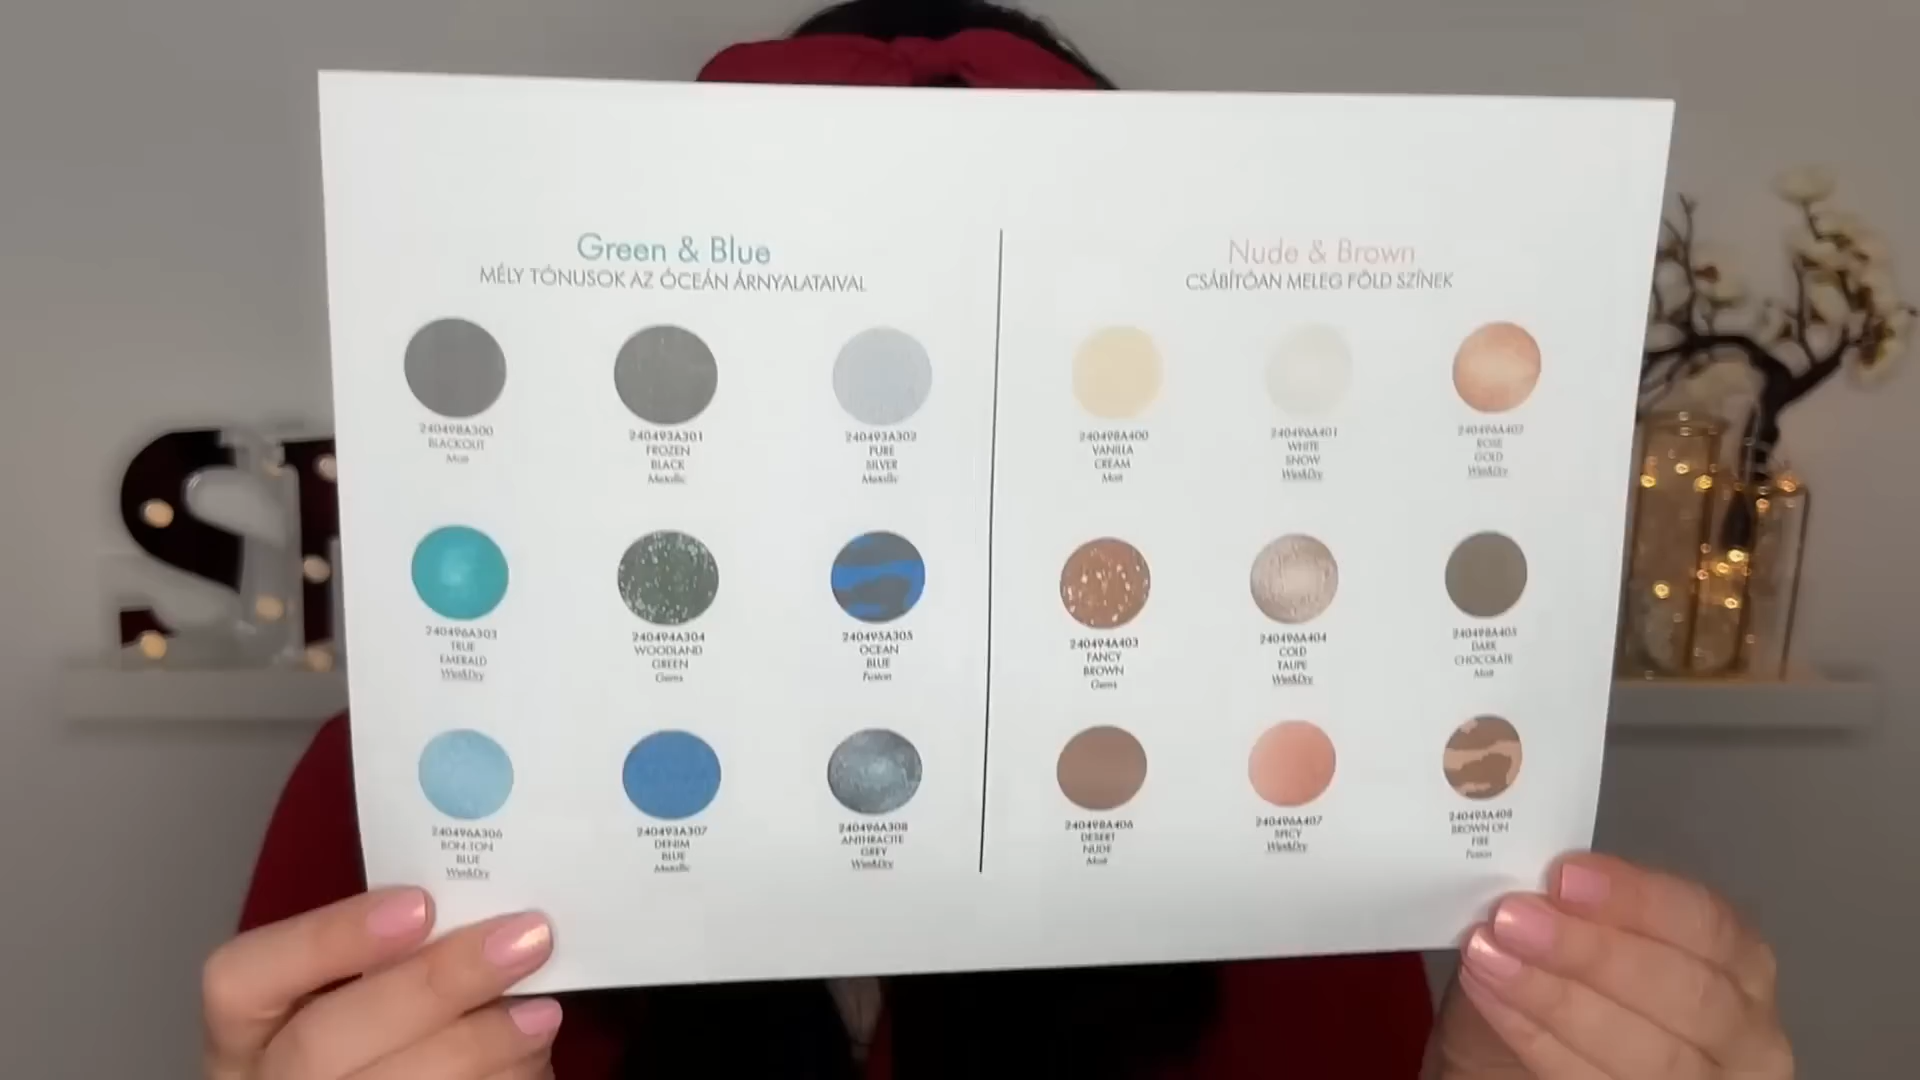 Green & Blue
MÉLY TÓNUSOK AZ ÓCEÁN ÁRNYALATAIVAL
240498A300
BLACKOUT
Matt
240493A301
FROZEN
BLACK
Metallic
240493A302
PURE
SILVER
Metallic
240496A303
TRUE
EMERALD
Wet&Dry
240494A304
WOODLAND
GREEN
Gems
240495A305
OCEAN
BLUE
Fusion
240496A306
BON-TON
BLUE
Wet&Dry
240493A307
DENIM
BLUE
Metallic
240496A308
ANTHRACITE
GREY
Wet&Dry
Nude & Brown
CSÁBÍTÓAN MELEG FÖLD SZÍNEK
240498A400
VANILLA
CREAM
Matt
240496A401
WHITE
SNOW
Wet&Dry
240496A402
ROSE
GOLD
Wet&Dry
240494A403
FANCY
BROWN
Gems
240496A404
COLD
TAUPE
Wet&Dry
240498A405
DARK
CHOCOLATE
Matt
240498A406
DESERT
NUDE
Matt
240496A407
SPICY
Wet&Dry
240495A408
BROWN ON
FIRE
Fusion